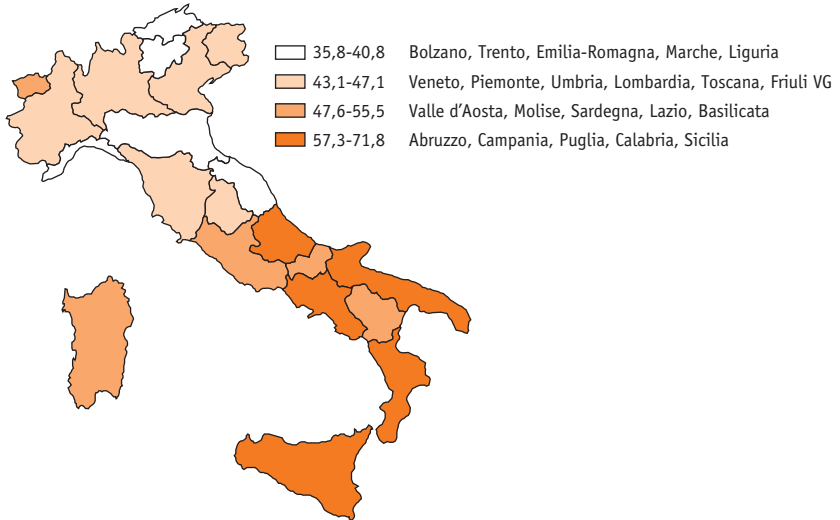 35,8-40,8 Bolzano, Trento, Emilia-Romagna, Marche, Liguria
43,1-47,1 Veneto, Piemonte, Umbria, Lombardia, Toscana, Friuli VG
47,6-55,5 Valle d'Aosta, Molise, Sardegna, Lazio, Basilicata
57,3-71,8 Abruzzo, Campania, Puglia, Calabria, Sicilia